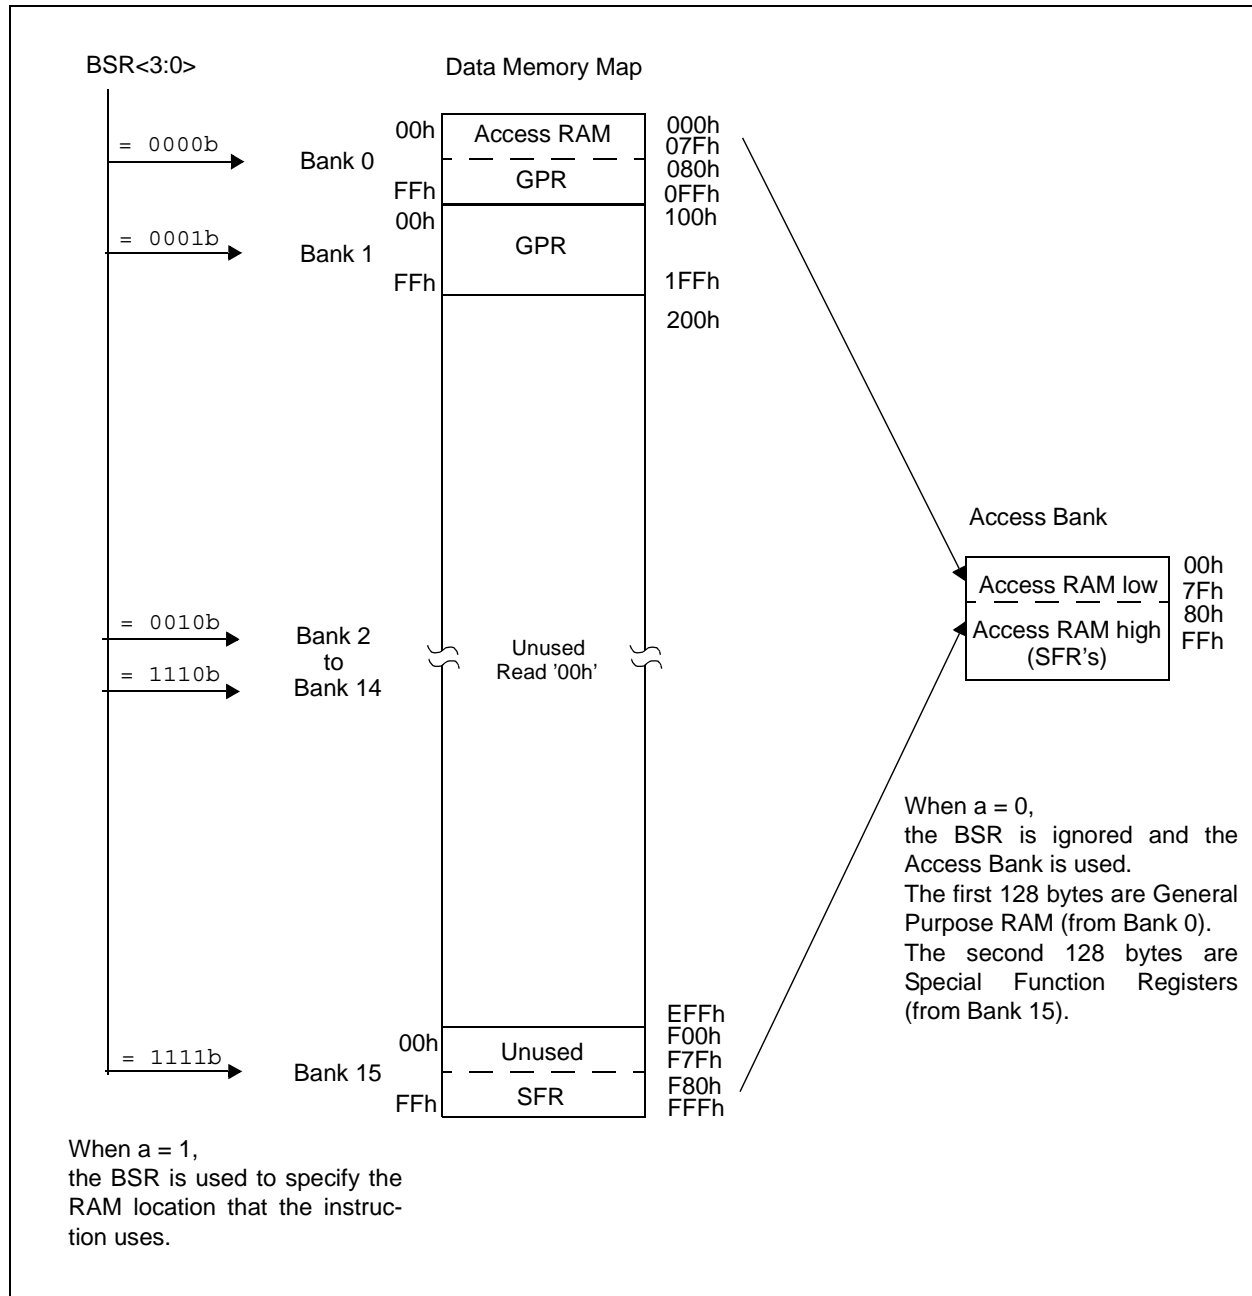 BSR<3:0>
Data Memory Map
= 0000b
Bank 0
00h
Access RAM
000h
07Fh
GPR
080h
FFh
0FFh
= 0001b
Bank 1
00h
GPR
100h
FFh
1FFh
200h
Access Bank
Access RAM low
00h
7Fh
Access RAM high
(SFR's)
80h
FFh
= 0010b
Bank 2
to
= 1110b
Bank 14
Unused
Read '00h'
When a = 0,
the BSR is ignored and the
Access Bank is used.
The first 128 bytes are General
Purpose RAM (from Bank 0).
The second 128 bytes are
Special Function Registers
(from Bank 15).
EFFh
= 1111b
Bank 15
00h
Unused
F00h
F7Fh
FFh
SFR
F80h
FFFh
When a = 1,
the BSR is used to specify the
RAM location that the instruc-
tion uses.